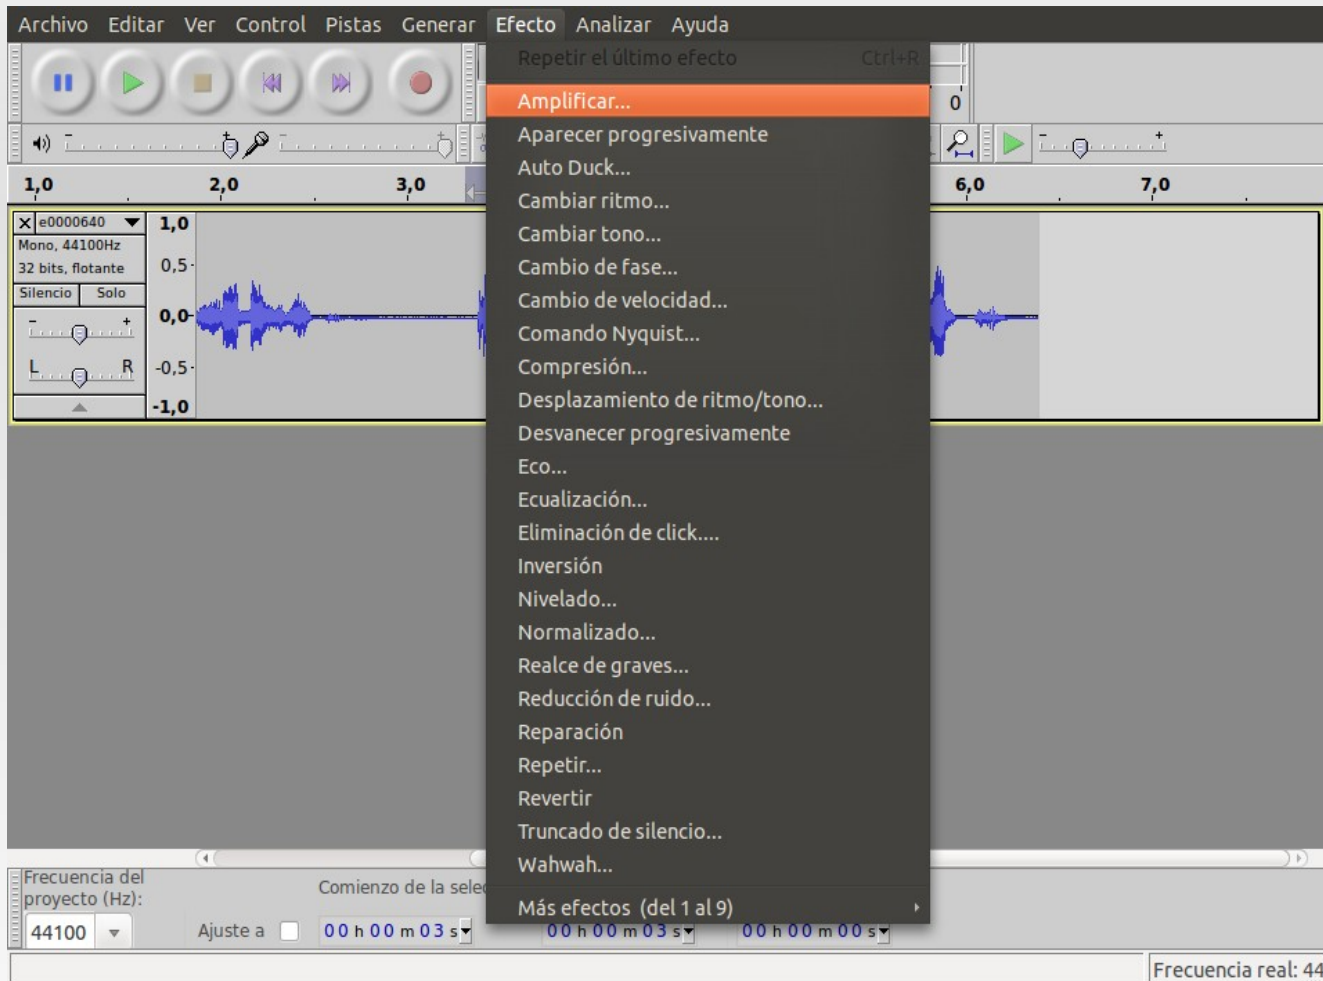 Archivo Editar Ver Control Pistas Generar Efecto Analizar Ayuda
Repetir el último efecto Ctrl+R
Amplificar...
Aparecer progresivamente
Auto Duck...
Cambiar ritmo...
Cambiar tono...
Cambio de fase...
Cambio de velocidad...
Comando Nyquist...
Compresión...
Desplazamiento de ritmo/tono...
Desvanecer progresivamente
Eco...
Ecualización...
Eliminación de click....
Inversión
Nivelado...
Normalizado...
Realce de graves...
Reducción de ruido...
Reparación
Repetir...
Revertir
Truncado de silencio...
Wahwah...
Más efectos (del 1 al 9)
0
1,0 2,0 3,0 6,0 7,0
X e0000640
Mono, 44100Hz
32 bits, flotante
Silencio Solo
- +
L R
1,0
0,5
0,0
-0,5
-1,0
Frecuencia del
proyecto (Hz):
44100
Ajuste a
Comienzo de la selec
00 h 00 m 03 s 00 h 00 m 03 s 00 h 00 m 00 s
Frecuencia real: 44